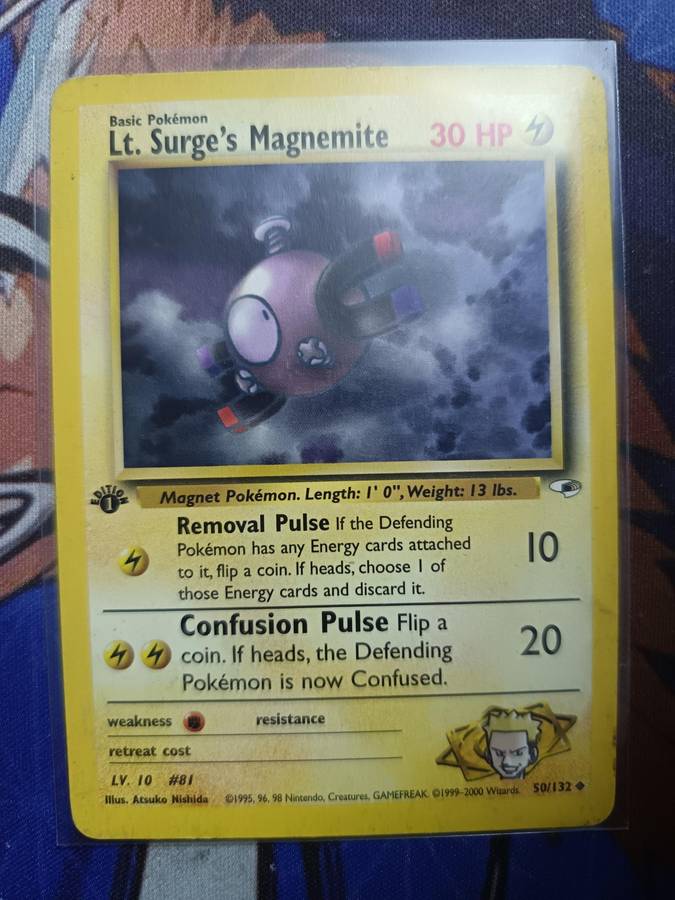 Basic Pokémon
Lt. Surge's Magnemite 30 HP
EDITION
1
Magnet Pokémon. Length: 1' 0", Weight: 13 lbs.
Removal Pulse If the Defending
Pokémon has any Energy cards attached
to it, flip a coin. If heads, choose 1 of
those Energy cards and discard it.
10
Confusion Pulse Flip a
coin. If heads, the Defending
Pokémon is now Confused.
20
weakness resistance
retreat cost
LV. 10 #81
Illus. Atsuko Nishida ©1995, 96, 98 Nintendo, Creatures, GAMEFREAK. ©1999-2000 Wizards. 50/132